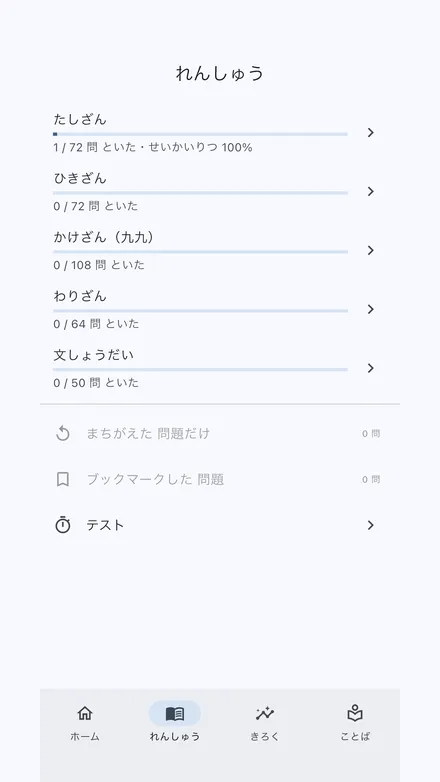 れんしゅう
たしざん
1 / 72 問 といた・せいかいりつ 100%
ひきざん
0 / 72 問 といた
かけざん（九九）
0 / 108 問 といた
わりざん
0 / 64 問 といた
文しょうだい
0 / 50 問 といた
まちがえた 問題だけ 0 問
ブックマークした 問題 0 問
テスト
ホーム れんしゅう きろく ことば